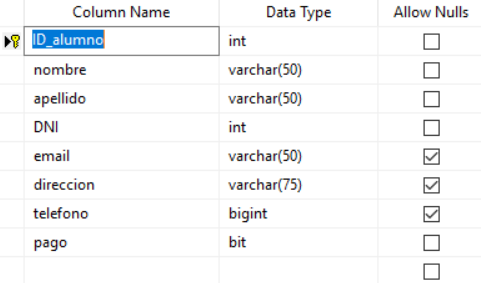 Column Name Data Type Allow Nulls
ID_alumno int
nombre varchar(50)
apellido varchar(50)
DNI int
email varchar(50)
direccion varchar(75)
telefono bigint
pago bit